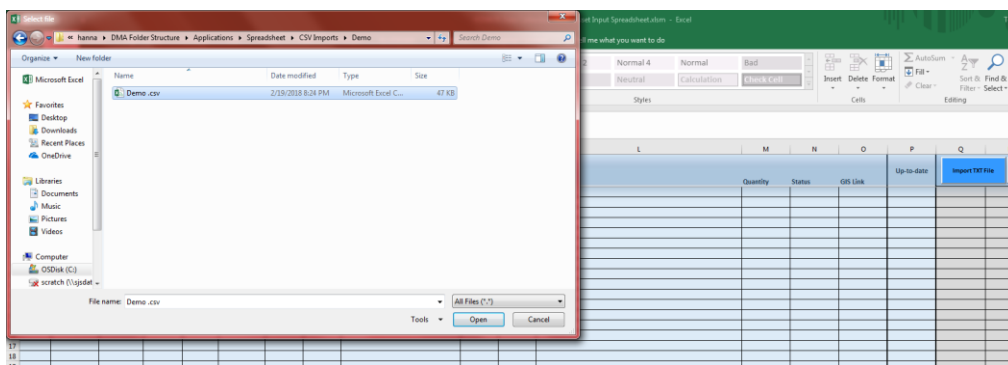 Select file
set Input Spreadsheet.xlsm - Excel
« hanna ▸ DMA Folder Structure ▸ Applications ▸ Spreadsheet ▸ CSV Imports ▸ Demo
Search Demo
ll me what you want to do
Organize
New folder
Microsoft Excel
Favorites
Desktop
Downloads
Recent Places
OneDrive
Libraries
Documents
Music
Pictures
Videos
Computer
OSDisk (C:)
scratch (\\sjsdat
Name Date modified Type Size
Demo .csv 2/19/2018 8:24 PM Microsoft Excel C... 47 KB
File name: Demo .csv
All Files (*.*)
Tools Open Cancel
2 Normal 4 Normal Bad
Neutral Calculation Check Cell
Styles
Insert Delete Format
Cells
AutoSum
Fill
Clear
Sort & Filter
Find & Select
Editing
L M N O P Q
Quantity Status GIS Link Up-to-date Import TXT File
17
18